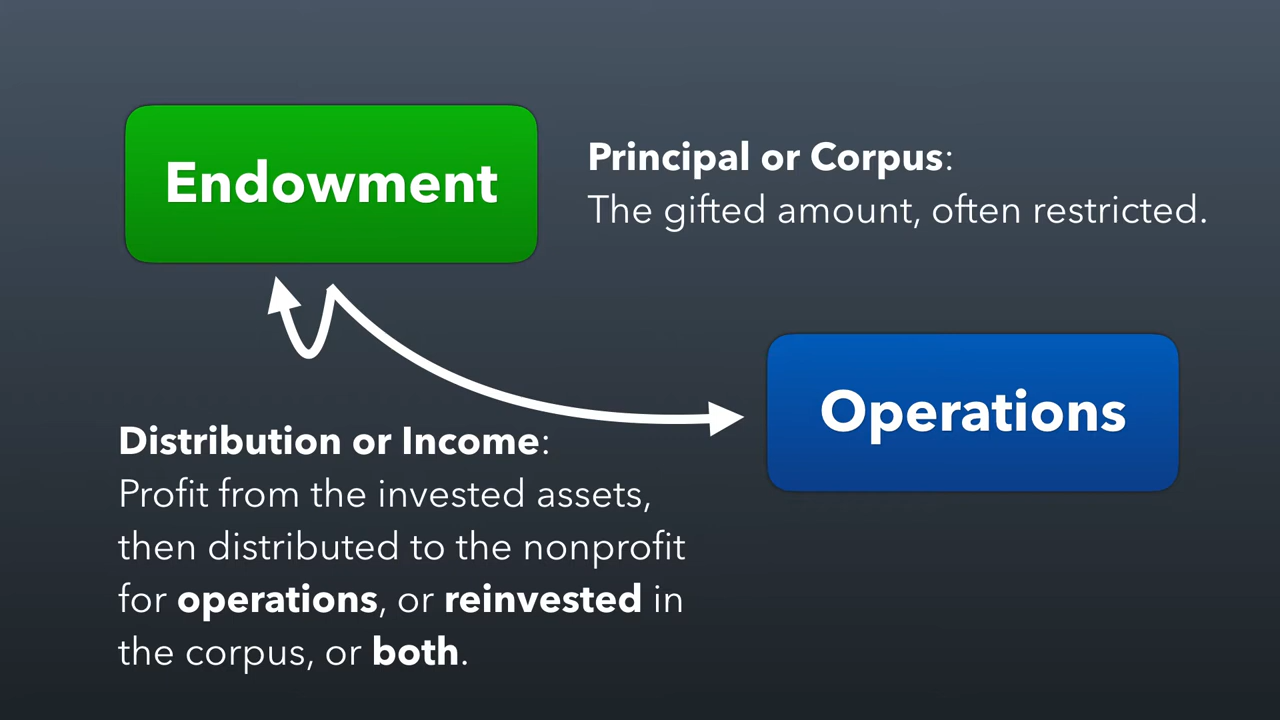 Endowment
Principal or Corpus:
The gifted amount, often restricted.
Operations
Distribution or Income:
Profit from the invested assets,
then distributed to the nonprofit
for operations, or reinvested in
the corpus, or both.